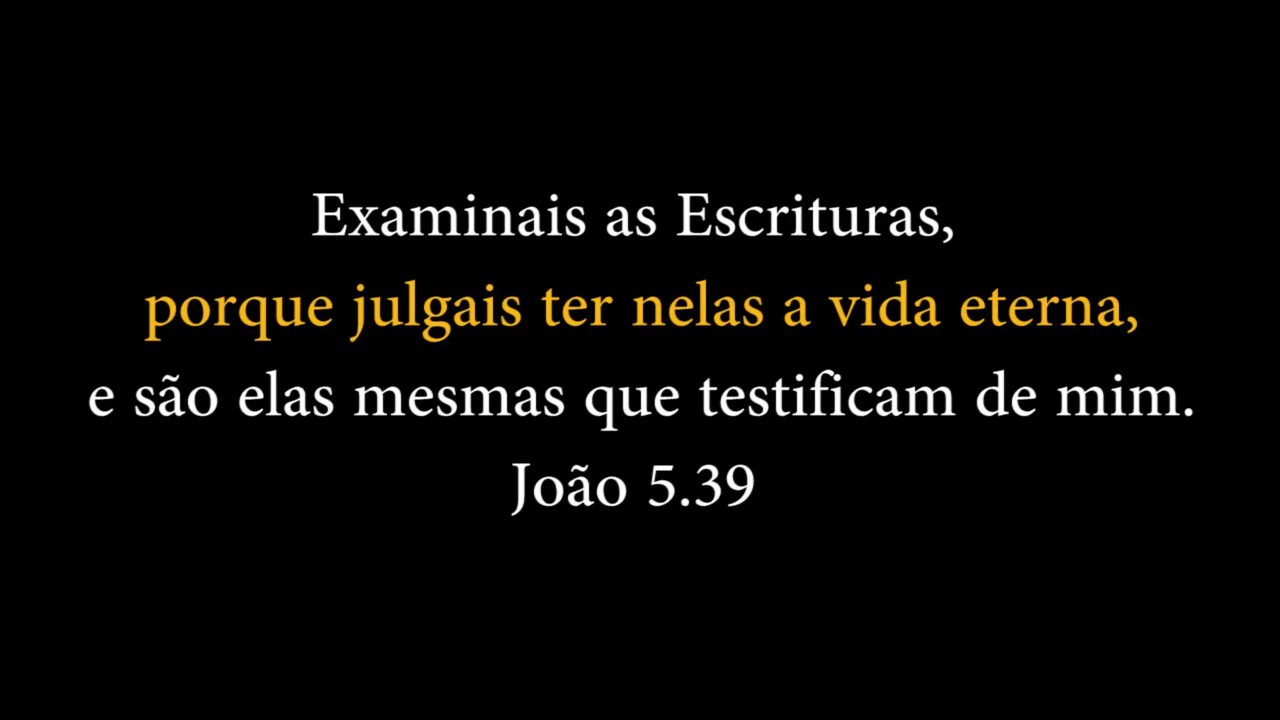 Examinais as Escrituras,
porque julgais ter nelas a vida eterna,
e são elas mesmas que testificam de mim.
João 5.39